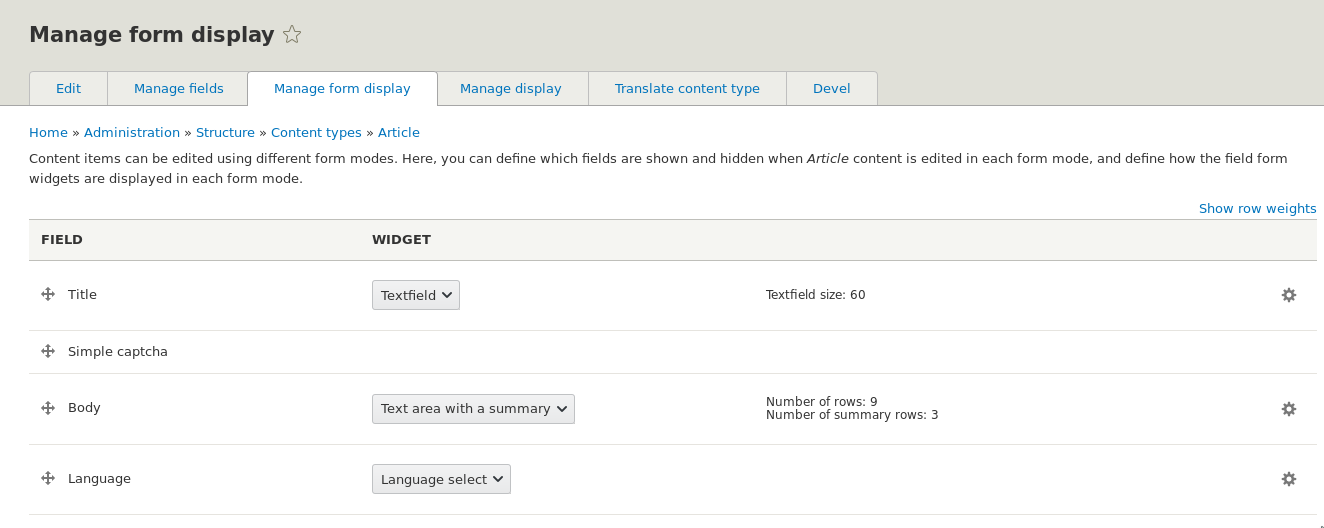 Manage form display
Edit Manage fields Manage form display Manage display Translate content type Devel
Home » Administration » Structure » Content types » Article
Content items can be edited using different form modes. Here, you can define which fields are shown and hidden when Article content is edited in each form mode, and define how the field form
widgets are displayed in each form mode.
Show row weights
FIELD WIDGET
Title Textfield Textfield size: 60
Simple captcha
Body Text area with a summary Number of rows: 9
Number of summary rows: 3
Language Language select